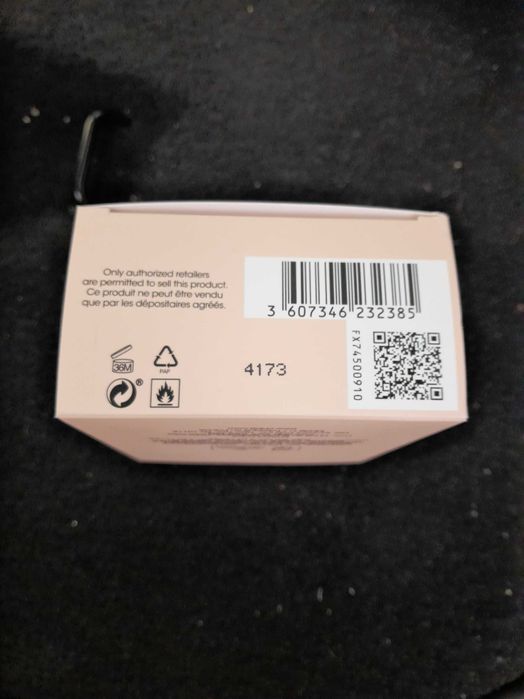 Only authorized retailers
are permitted to sell this product.
Ce produit ne peut être vendu
que par les dépositaires agréés.
3 607346 232385
FX74500910
36M
PAP
®
4173